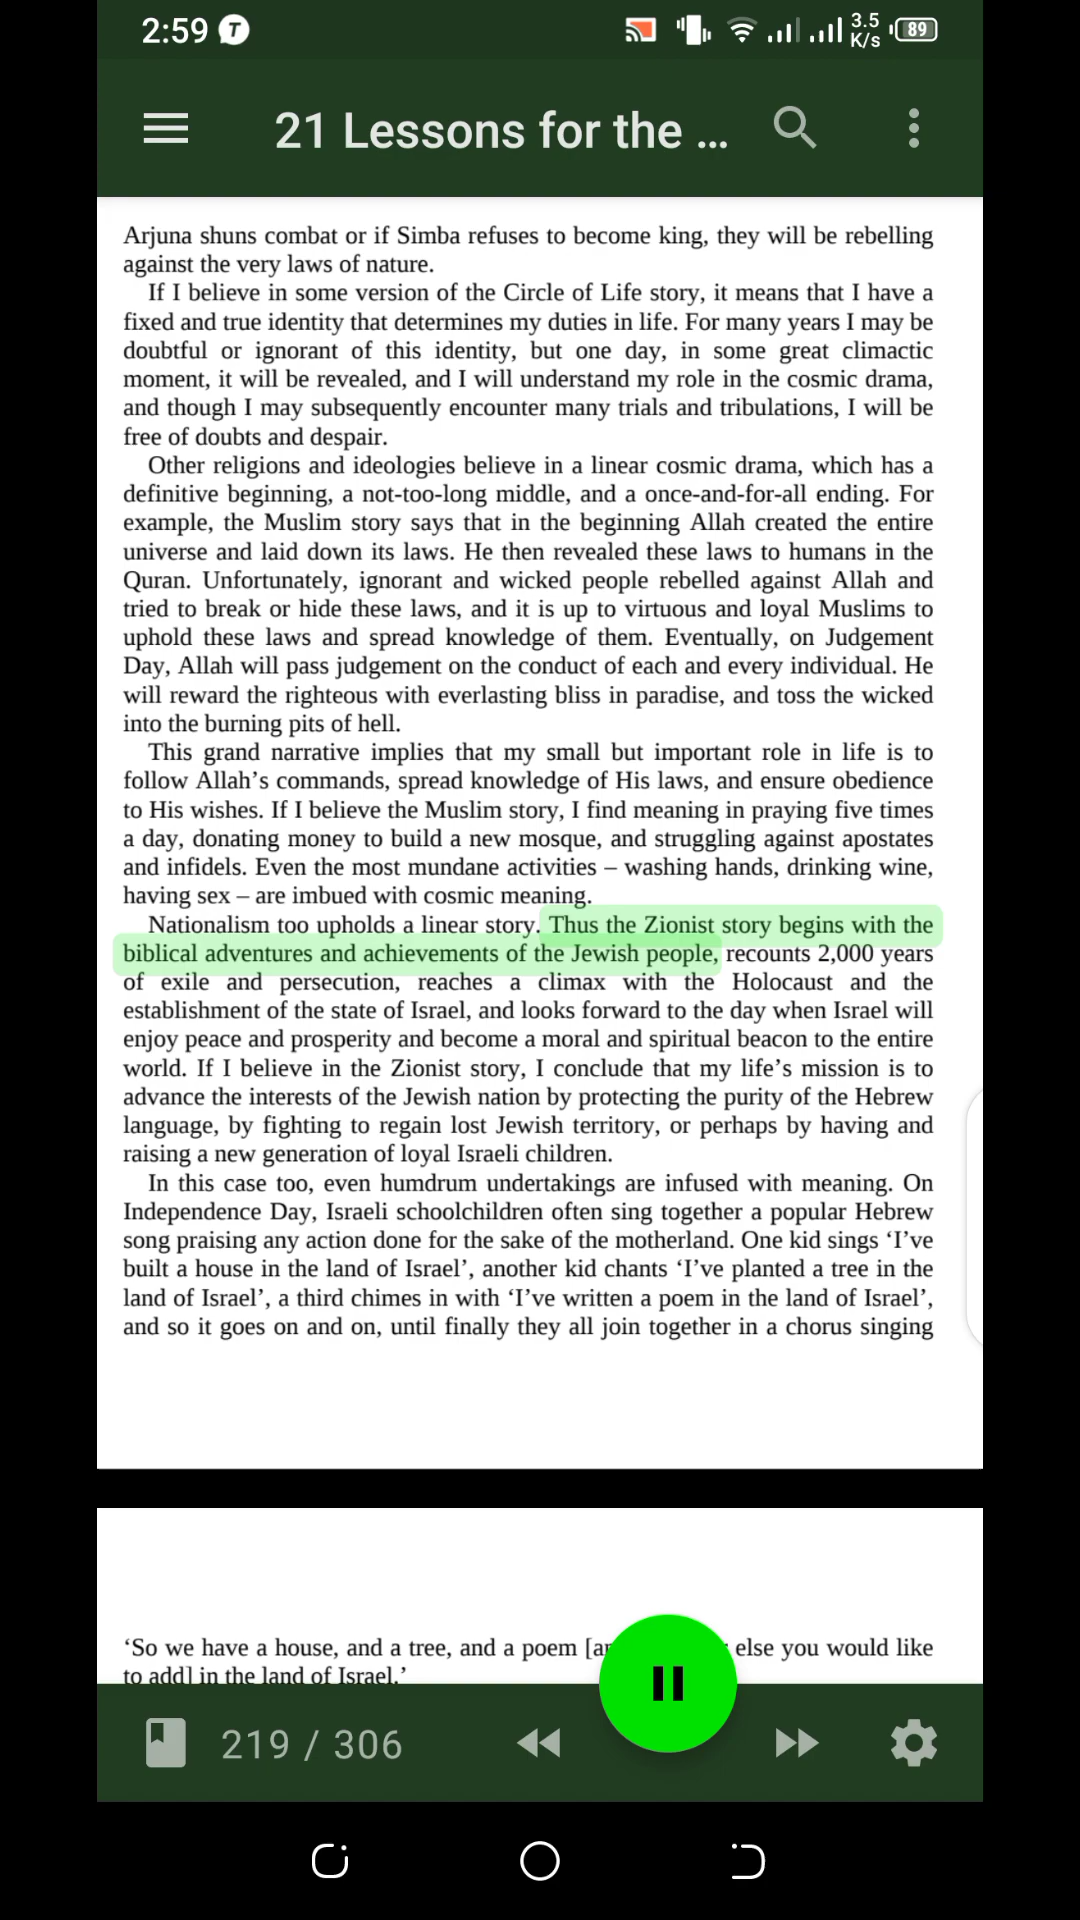 2:59 T 3.5 K/s 89
21 Lessons for the ...
Arjuna shuns combat or if Simba refuses to become king, they will be rebelling
against the very laws of nature.
If I believe in some version of the Circle of Life story, it means that I have a
fixed and true identity that determines my duties in life. For many years I may be
doubtful or ignorant of this identity, but one day, in some great climactic
moment, it will be revealed, and I will understand my role in the cosmic drama,
and though I may subsequently encounter many trials and tribulations, I will be
free of doubts and despair.
Other religions and ideologies believe in a linear cosmic drama, which has a
definitive beginning, a not-too-long middle, and a once-and-for-all ending. For
example, the Muslim story says that in the beginning Allah created the entire
universe and laid down its laws. He then revealed these laws to humans in the
Quran. Unfortunately, ignorant and wicked people rebelled against Allah and
tried to break or hide these laws, and it is up to virtuous and loyal Muslims to
uphold these laws and spread knowledge of them. Eventually, on Judgement
Day, Allah will pass judgement on the conduct of each and every individual. He
will reward the righteous with everlasting bliss in paradise, and toss the wicked
into the burning pits of hell.
This grand narrative implies that my small but important role in life is to
follow Allah’s commands, spread knowledge of His laws, and ensure obedience
to His wishes. If I believe the Muslim story, I find meaning in praying five times
a day, donating money to build a new mosque, and struggling against apostates
and infidels. Even the most mundane activities – washing hands, drinking wine,
having sex – are imbued with cosmic meaning.
Nationalism too upholds a linear story. Thus the Zionist story begins with the
biblical adventures and achievements of the Jewish people, recounts 2,000 years
of exile and persecution, reaches a climax with the Holocaust and the
establishment of the state of Israel, and looks forward to the day when Israel will
enjoy peace and prosperity and become a moral and spiritual beacon to the entire
world. If I believe in the Zionist story, I conclude that my life’s mission is to
advance the interests of the Jewish nation by protecting the purity of the Hebrew
language, by fighting to regain lost Jewish territory, or perhaps by having and
raising a new generation of loyal Israeli children.
In this case too, even humdrum undertakings are infused with meaning. On
Independence Day, Israeli schoolchildren often sing together a popular Hebrew
song praising any action done for the sake of the motherland. One kid sings ‘I’ve
built a house in the land of Israel’, another kid chants ‘I’ve planted a tree in the
land of Israel’, a third chimes in with ‘I’ve written a poem in the land of Israel’,
and so it goes on and on, until finally they all join together in a chorus singing
‘So we have a house, and a tree, and a poem else you would like
to add] in the land of Israel.’
219 / 306